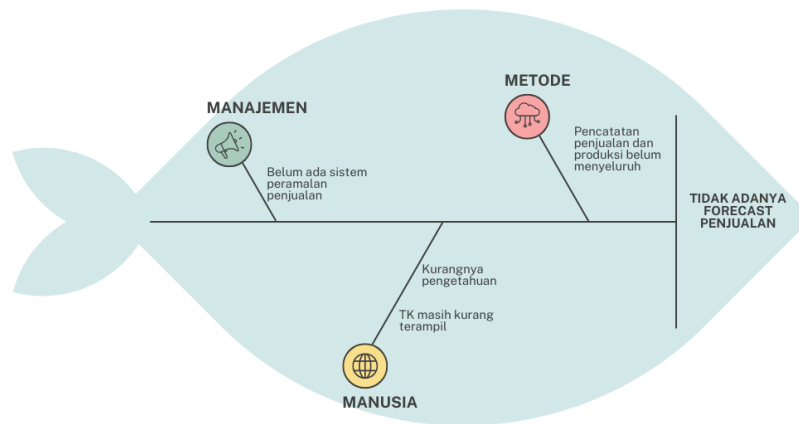 MANAJEMEN
Belum ada sistem
peramalan
penjualan
METODE
Pencatatan
penjualan dan
produksi belum
menyeluruh
Kurangnya
pengetahuan
TK masih kurang
terampil
MANUSIA
TIDAK ADANYA
FORECAST
PENJUALAN